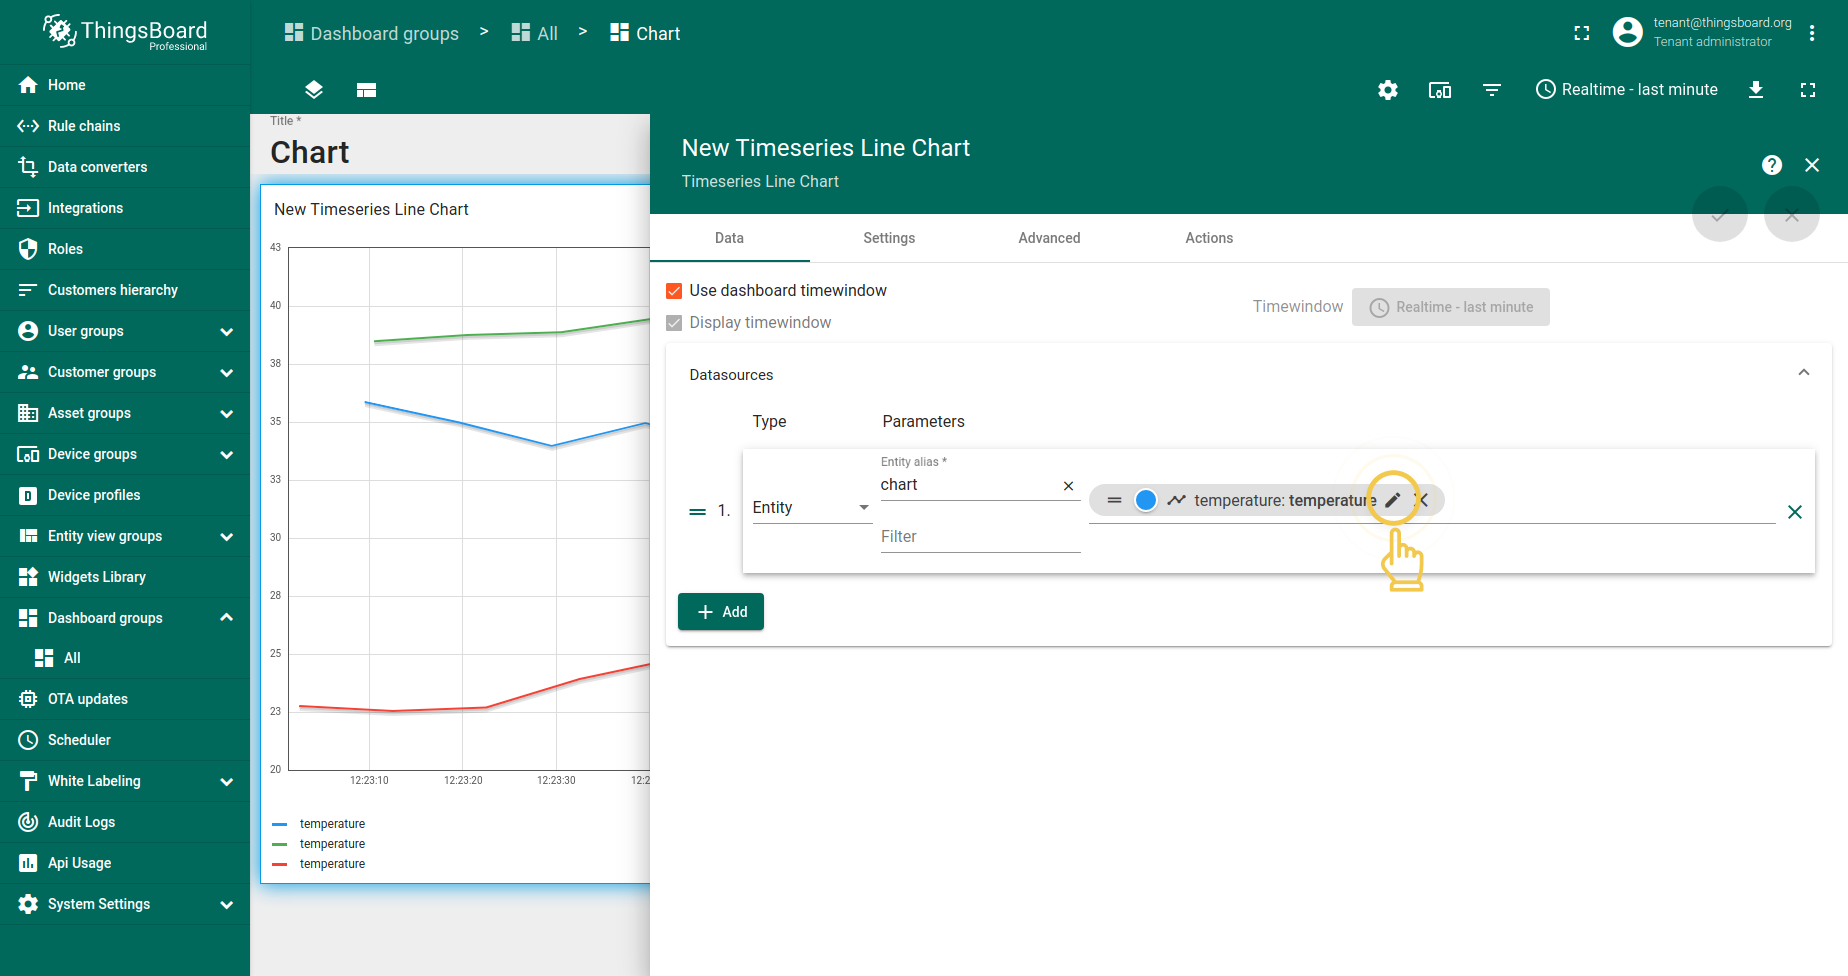 ThingsBoard
Professional
Dashboard groups > All > Chart
tenant@thingsboard.org
Tenant administrator
Home
Rule chains
Data converters
Integrations
Roles
Customers hierarchy
User groups
Customer groups
Asset groups
Device groups
Device profiles
Entity view groups
Widgets Library
Dashboard groups
All
OTA updates
Scheduler
White Labeling
Audit Logs
Api Usage
System Settings
Realtime - last minute
Title *
Chart
New Timeseries Line Chart
43
40
38
35
33
30
28
25
23
20
12:23:10 12:23:20 12:23:30 12:2
temperature
temperature
temperature
New Timeseries Line Chart
Timeseries Line Chart
Data Settings Advanced Actions
Use dashboard timewindow
Display timewindow
Timewindow Realtime - last minute
Datasources
Type Parameters
1.
Entity
Entity alias *
chart
Filter
temperature: temperature
Add